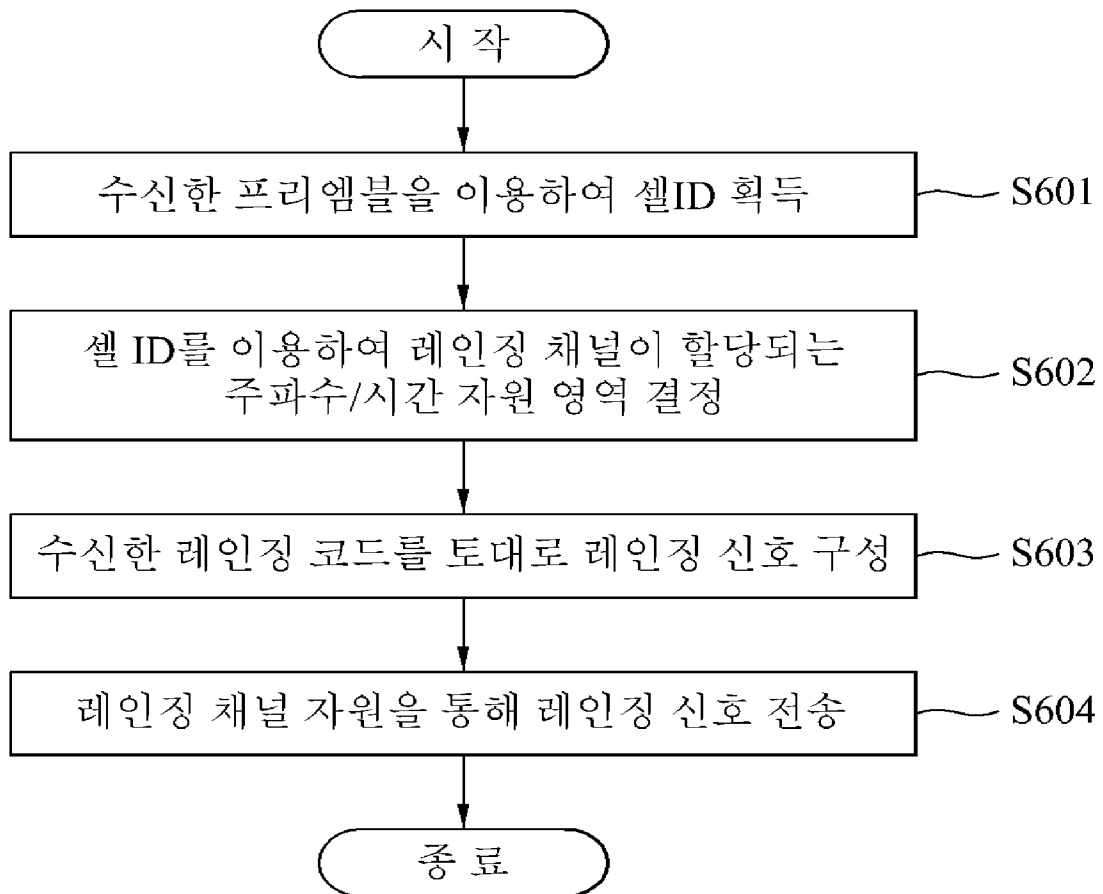 시 작
수신한 프리엠블을 이용하여 셀ID 획득
S601
셀 ID를 이용하여 레인징 채널이 할당되는
주파수/시간 자원 영역 결정
S602
수신한 레인징 코드를 토대로 레인징 신호 구성
S603
레인징 채널 자원을 통해 레인징 신호 전송
S604
종 료